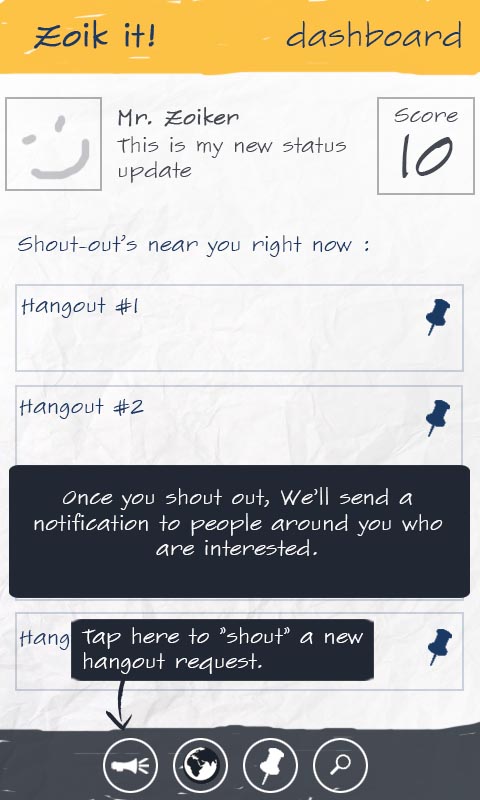 Zoik it! dashboard
Mr. Zoiker
This is my new status
update
Score
10
Shout-out's near you right now :
Hangout #1
Hangout #2
Once you shout out, We'll send a
notification to people around you who
are interested.
Hang
Tap here to "shout" a new
hangout request.